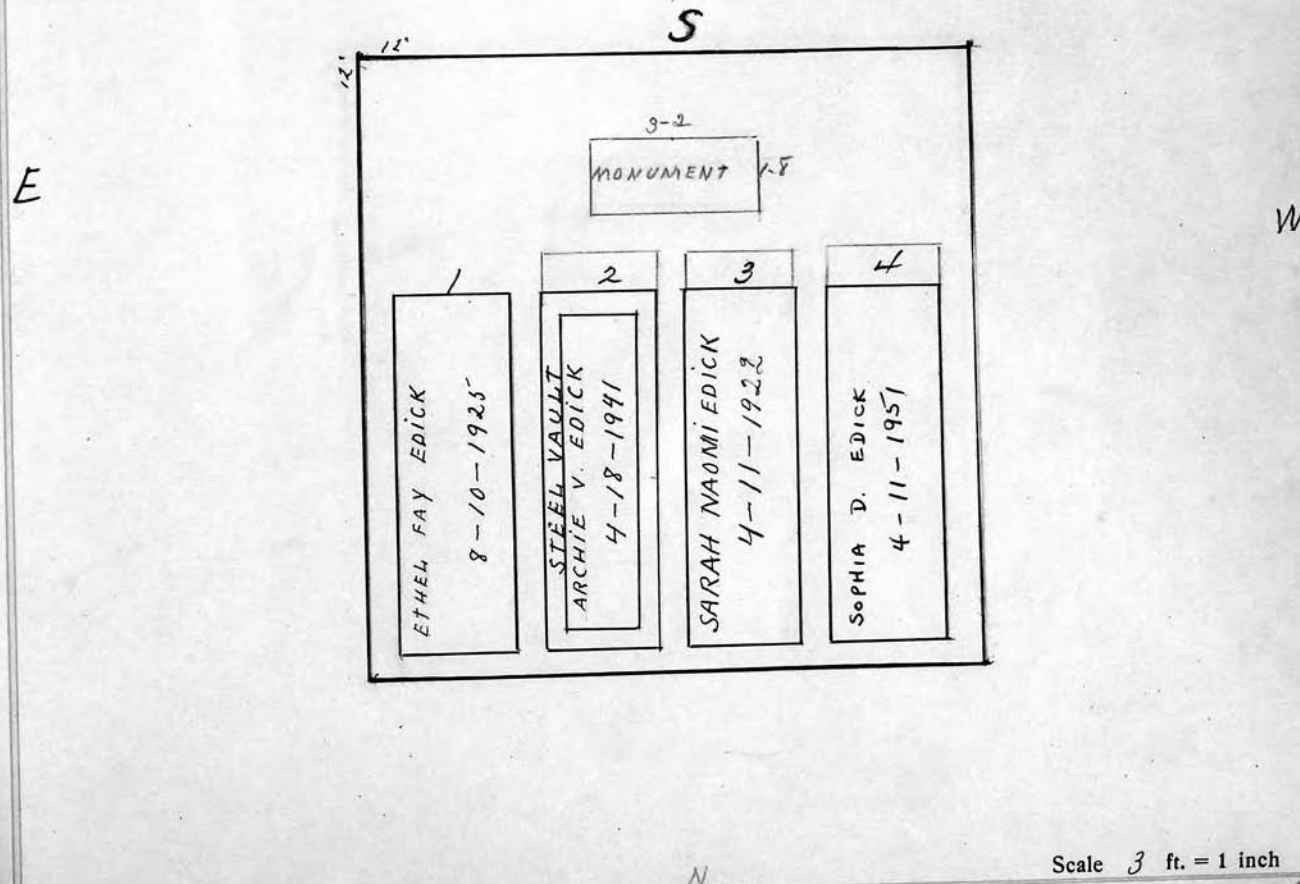 S
12'
12'
E
3-2
MONUMENT
1-8
W
1
2
3
4
ETHEL FAY EDICK
8-10-1925
STEEL VAULT
ARCHIE V. EDICK
4-18-1941
SARAH NAOMI EDICK
4-11-1922
SOPHIA D. EDICK
4-11-1951
N
Scale 3 ft. = 1 inch